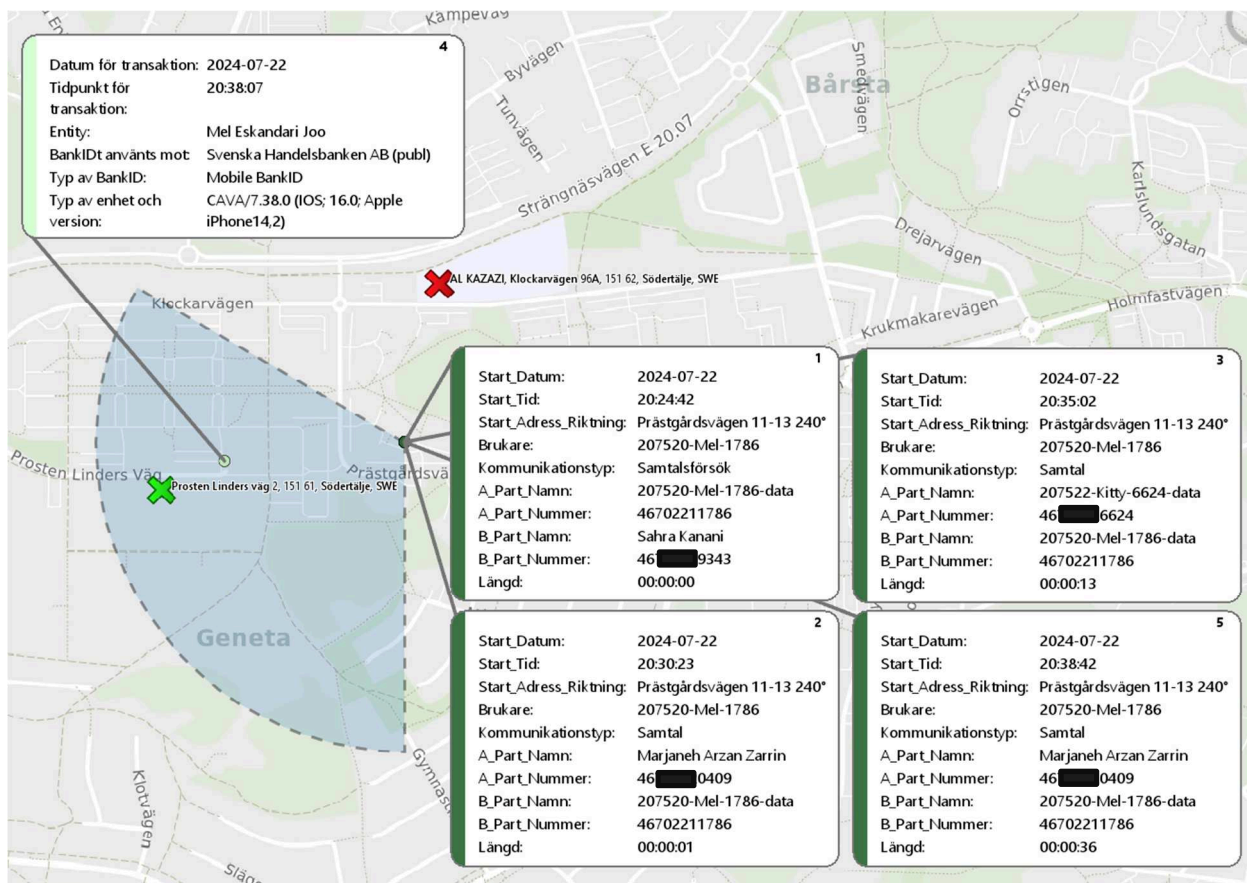 Kämpeväg
Byvägen
Tunvägen
Smedvägen
Bårsta
Orrstigen
Karlslundsgatan
Strängnäsvägen E 20.07
Drejarvägen
Holmfastvägen
Krukmakarevägen
Klockarvägen
AL KAZAZI, Klockarvägen 96A, 151 62, Södertälje, SWE
Prosten Linders Väg
Prästgårdsvä
Prosten Linders väg 2, 151 61, Södertälje, SWE
Geneta
Gymnast
Klotvägen
Släg
4
Datum för transaktion: 2024-07-22
Tidpunkt för 20:38:07
transaktion:
Entity: Mel Eskandari Joo
BankIDt använts mot: Svenska Handelsbanken AB (publ)
Typ av BankID: Mobile BankID
Typ av enhet och CAVA/7.38.0 (IOS; 16.0; Apple
version: iPhone14,2)
1
Start_Datum: 2024-07-22
Start_Tid: 20:24:42
Start_Adress_Riktning: Prästgårdsvägen 11-13 240°
Brukare: 207520-Mel-1786
Kommunikationstyp: Samtalsförsök
A_Part_Namn: 207520-Mel-1786-data
A_Part_Nummer: 46702211786
B_Part_Namn: Sahra Kanani
B_Part_Nummer: 46 9343
Längd: 00:00:00
3
Start_Datum: 2024-07-22
Start_Tid: 20:35:02
Start_Adress_Riktning: Prästgårdsvägen 11-13 240°
Brukare: 207520-Mel-1786
Kommunikationstyp: Samtal
A_Part_Namn: 207522-Kitty-6624-data
A_Part_Nummer: 46 6624
B_Part_Namn: 207520-Mel-1786-data
B_Part_Nummer: 46702211786
Längd: 00:00:13
2
Start_Datum: 2024-07-22
Start_Tid: 20:30:23
Start_Adress_Riktning: Prästgårdsvägen 11-13 240°
Brukare: 207520-Mel-1786
Kommunikationstyp: Samtal
A_Part_Namn: Marjaneh Arzan Zarrin
A_Part_Nummer: 46 0409
B_Part_Namn: 207520-Mel-1786-data
B_Part_Nummer: 46702211786
Längd: 00:00:01
5
Start_Datum: 2024-07-22
Start_Tid: 20:38:42
Start_Adress_Riktning: Prästgårdsvägen 11-13 240°
Brukare: 207520-Mel-1786
Kommunikationstyp: Samtal
A_Part_Namn: Marjaneh Arzan Zarrin
A_Part_Nummer: 46 0409
B_Part_Namn: 207520-Mel-1786-data
B_Part_Nummer: 46702211786
Längd: 00:00:36